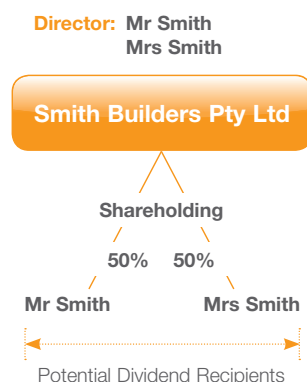 Director: Mr Smith
Mrs Smith
Smith Builders Pty Ltd
Shareholding
50% 50%
Mr Smith Mrs Smith
Potential Dividend Recipients